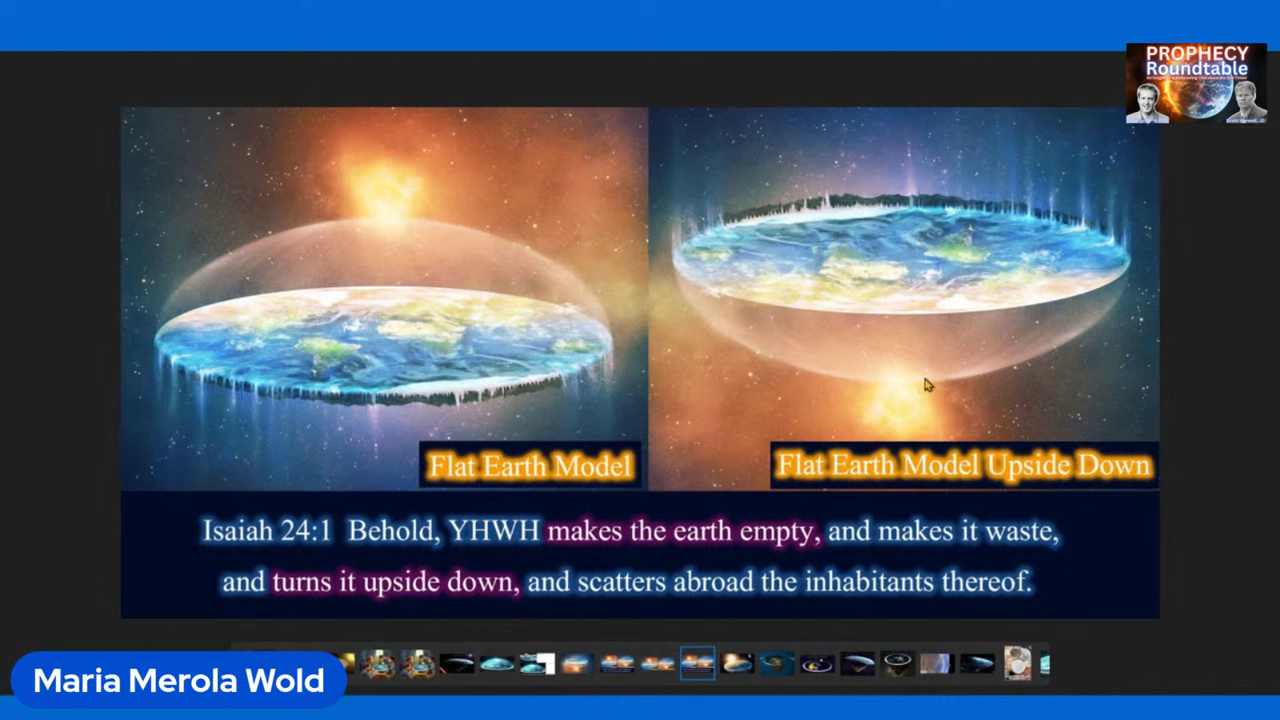 PROPHECY
Roundtable
Flat Earth Model
Flat Earth Model Upside Down
Isaiah 24:1 Behold, YHWH makes the earth empty, and makes it waste,
and turns it upside down, and scatters abroad the inhabitants thereof.
Maria Merola Wold